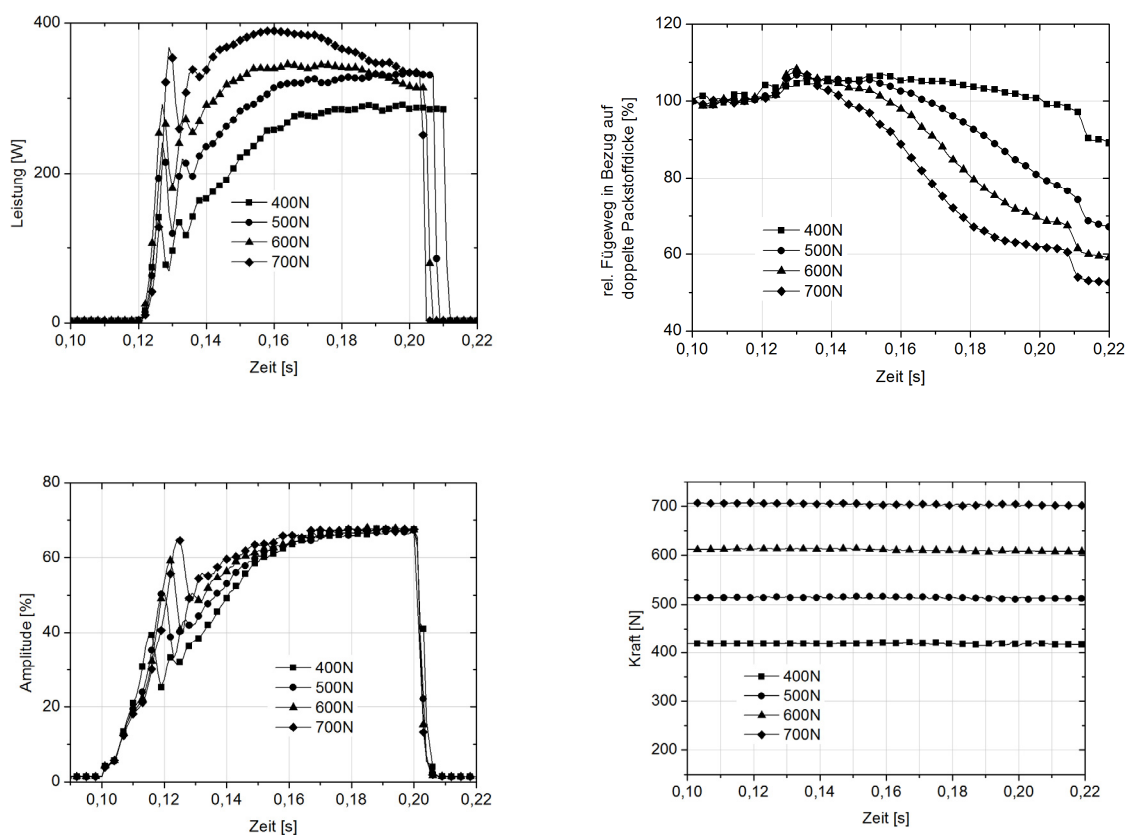 400
200
0
Leistung [W]
400N
500N
600N
700N
0,10 0,12 0,14 0,16 0,18 0,20 0,22
Zeit [s]
120
100
80
60
40
rel. Fügeweg in Bezug auf
doppelte Packstoffdicke [%]
400N
500N
600N
700N
0,10 0,12 0,14 0,16 0,18 0,20 0,22
Zeit [s]
80
60
40
20
0
Amplitude [%]
400N
500N
600N
700N
0,10 0,12 0,14 0,16 0,18 0,20 0,22
Zeit [s]
700
600
500
400
300
200
Kraft [N]
400N
500N
600N
700N
0,10 0,12 0,14 0,16 0,18 0,20 0,22
Zeit [s]